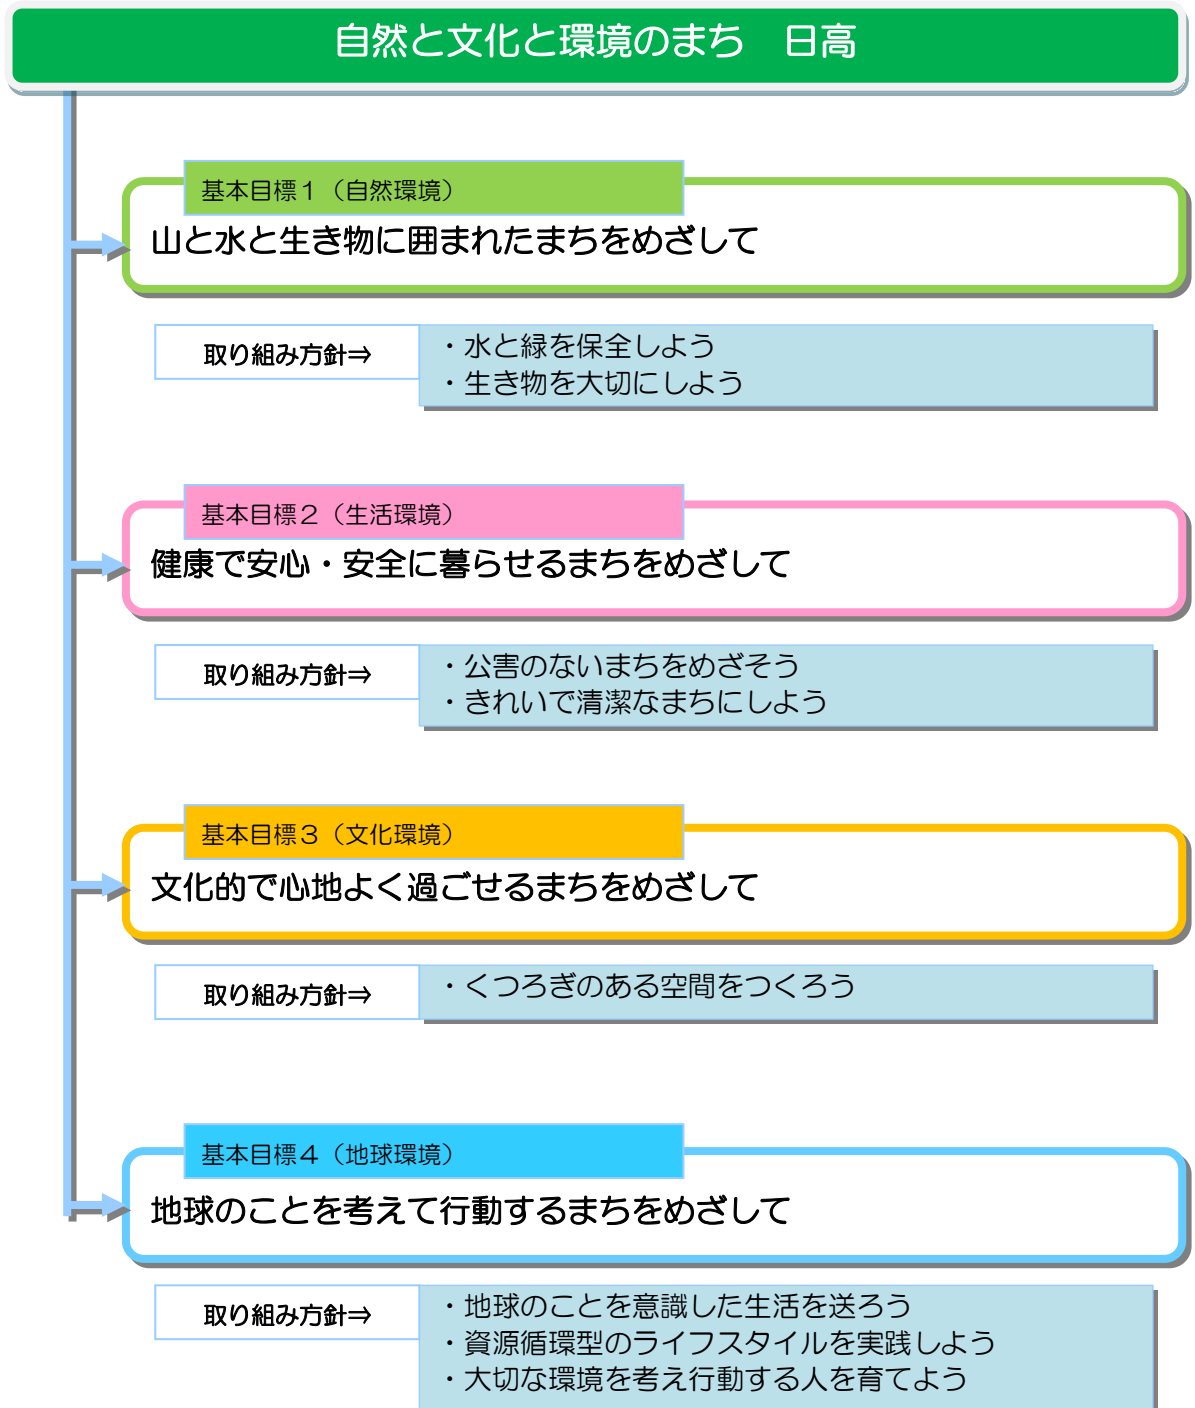 自然と文化と環境のまち　日高
基本目標１（自然環境）
山と水と生き物に囲まれたまちをめざして
取り組み方針⇒
・水と緑を保全しよう
・生き物を大切にしよう
基本目標２（生活環境）
健康で安心・安全に暮らせるまちをめざして
取り組み方針⇒
・公害のないまちをめざそう
・きれいで清潔なまちにしよう
基本目標３（文化環境）
文化的で心地よく過ごせるまちをめざして
取り組み方針⇒
・くつろぎのある空間をつくろう
基本目標４（地球環境）
地球のことを考えて行動するまちをめざして
取り組み方針⇒
・地球のことを意識した生活を送ろう
・資源循環型のライフスタイルを実践しよう
・大切な環境を考え行動する人を育てよう